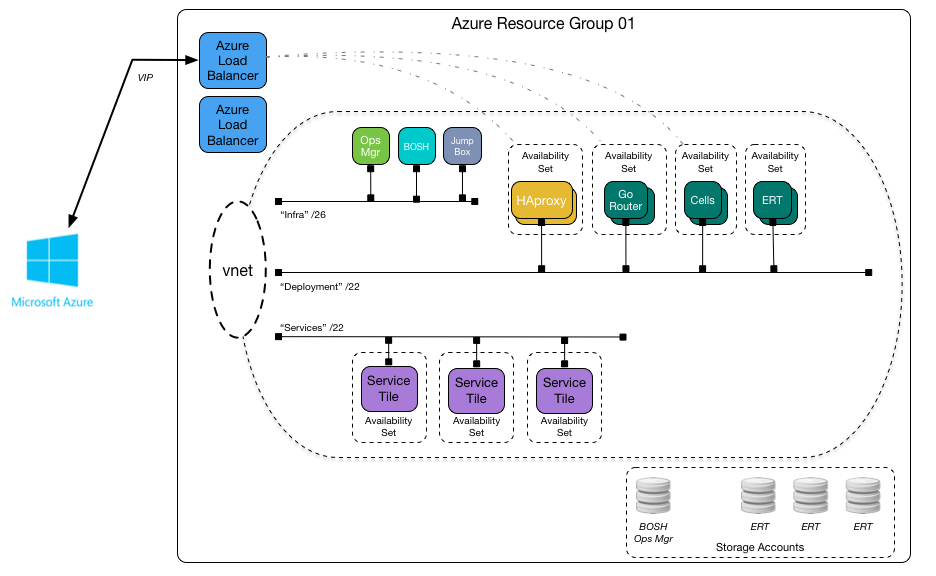 Azure Resource Group 01
Azure
Load
Balancer
VIP
Azure
Load
Balancer
Ops
Mgr
BOSH
Jump
Box
Availability
Set
Availability
Set
Availability
Set
Availability
Set
HAproxy
Go
Router
Cells
ERT
"Infra" /26
vnet
"Deployment" /22
Microsoft Azure
"Services" /22
Service
Tile
Service
Tile
Service
Tile
Availability
Set
Availability
Set
Availability
Set
BOSH
Ops Mgr
ERT
ERT
ERT
Storage Accounts